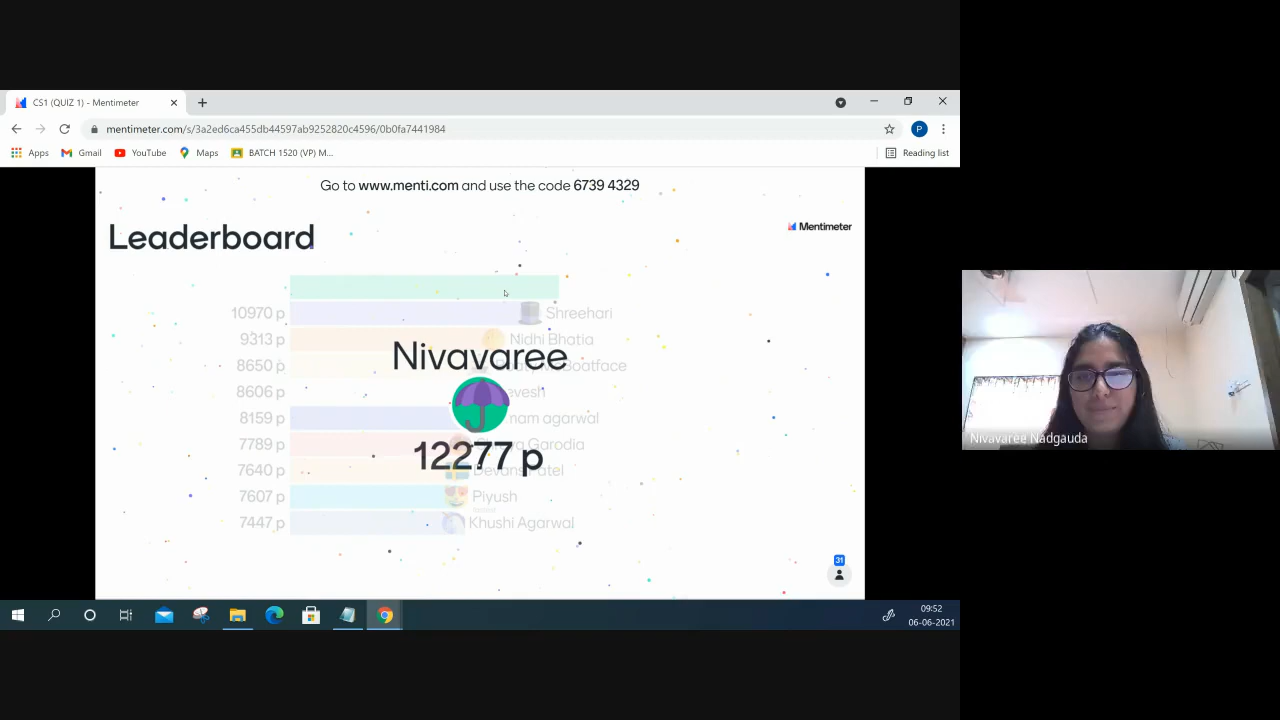 CS1 (QUIZ 1) - Mentimeter
mentimeter.com/s/3a2ed6ca455db44597ab9252820c4596/0b0fa7441984
P
Apps Gmail YouTube Maps BATCH 1520 (VP) M... Reading list
Go to www.menti.com and use the code 6739 4329
Leaderboard
Mentimeter
10970 p Shreehari
9313 p Nidhi Bhatia
Nivavaree
8650 p
8606 p
8159 p agarwal
7789 p Garodia
12277 p
7640 p
7607 p Piyush
7447 p Khushi Agarwal
31
Nivavaree Nadgauda
09:52
06-06-2021